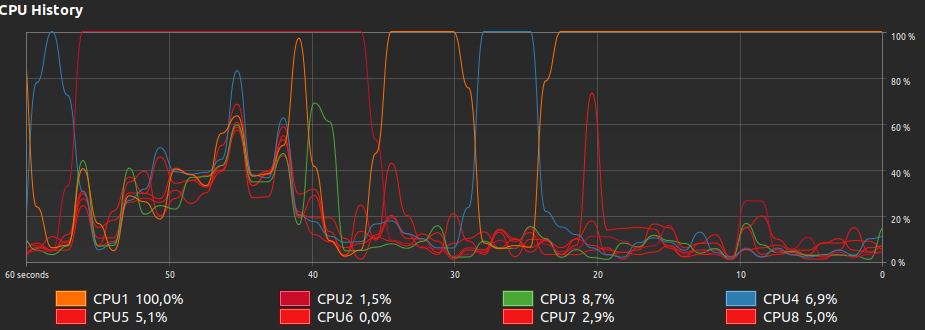 CPU History
100 %
80 %
60 %
40 %
20 %
0 %
60 seconds 50 40 30 20 10 0
CPU1 100,0% CPU2 1,5% CPU3 8,7% CPU4 6,9%
CPU5 5,1% CPU6 0,0% CPU7 2,9% CPU8 5,0%